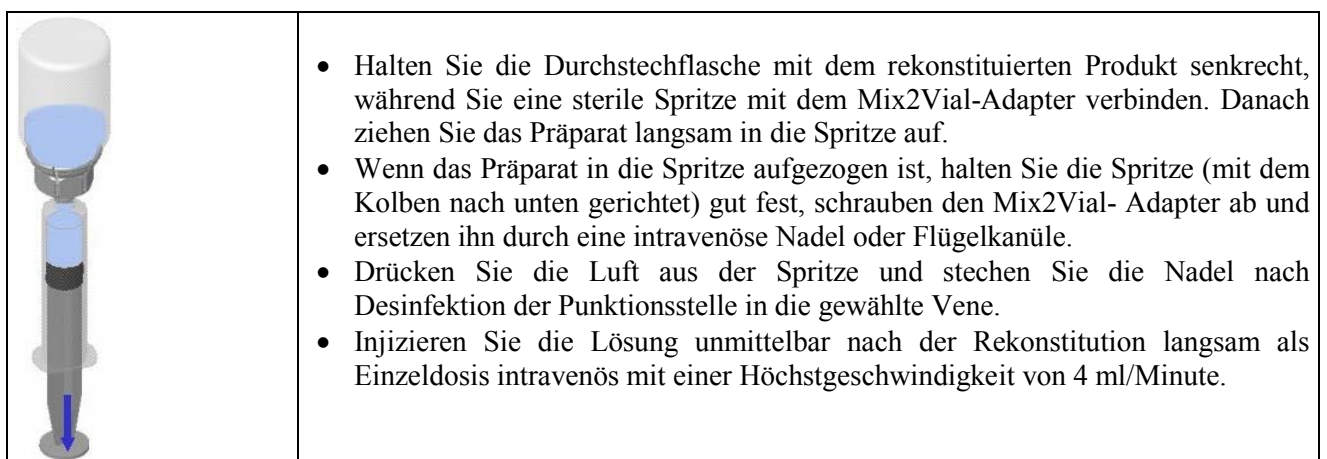 • Halten Sie die Durchstechflasche mit dem rekonstituierten Produkt senkrecht,
während Sie eine sterile Spritze mit dem Mix2Vial-Adapter verbinden. Danach
ziehen Sie das Präparat langsam in die Spritze auf.
• Wenn das Präparat in die Spritze aufgezogen ist, halten Sie die Spritze (mit dem
Kolben nach unten gerichtet) gut fest, schrauben den Mix2Vial- Adapter ab und
ersetzen ihn durch eine intravenöse Nadel oder Flügelkanüle.
• Drücken Sie die Luft aus der Spritze und stechen Sie die Nadel nach
Desinfektion der Punktionsstelle in die gewählte Vene.
• Injizieren Sie die Lösung unmittelbar nach der Rekonstitution langsam als
Einzeldosis intravenös mit einer Höchstgeschwindigkeit von 4 ml/Minute.